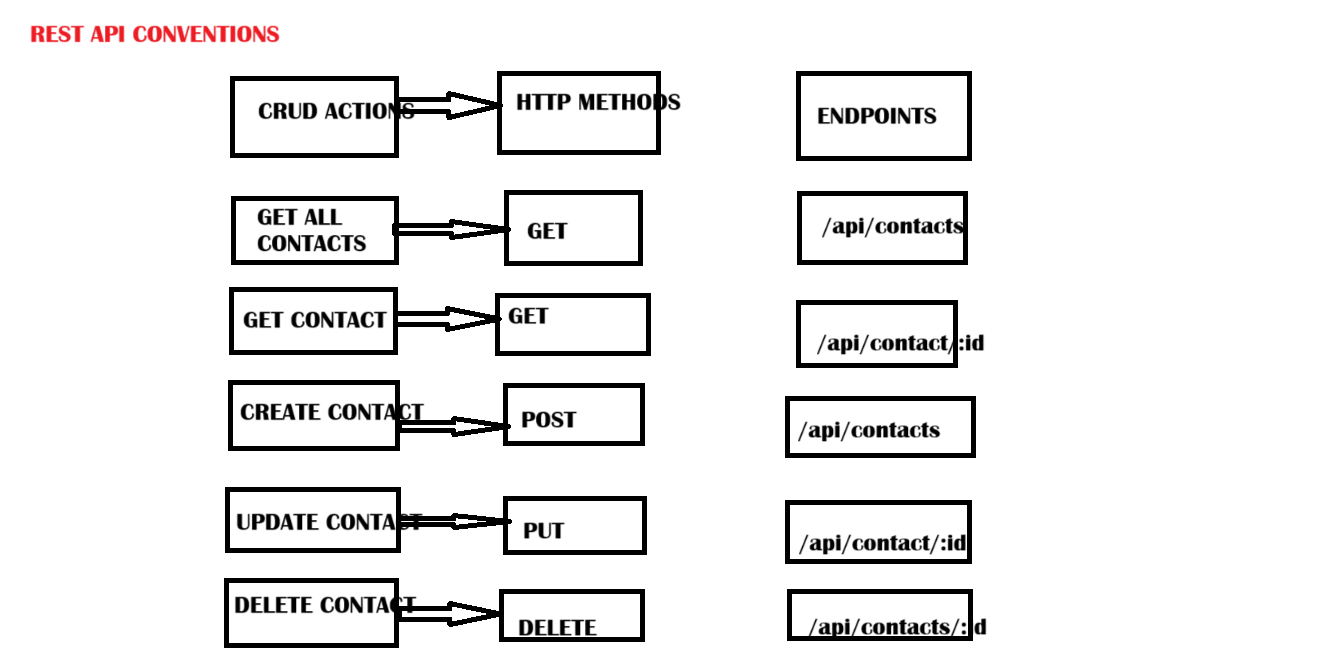 REST API CONVENTIONS
CRUD ACTIONS
HTTP METHODS
ENDPOINTS
GET ALL
CONTACTS
GET
/api/contacts
GET CONTACT
GET
/api/contact/:id
CREATE CONTACT
POST
/api/contacts
UPDATE CONTACT
PUT
/api/contact/:id
DELETE CONTACT
DELETE
/api/contacts/:id